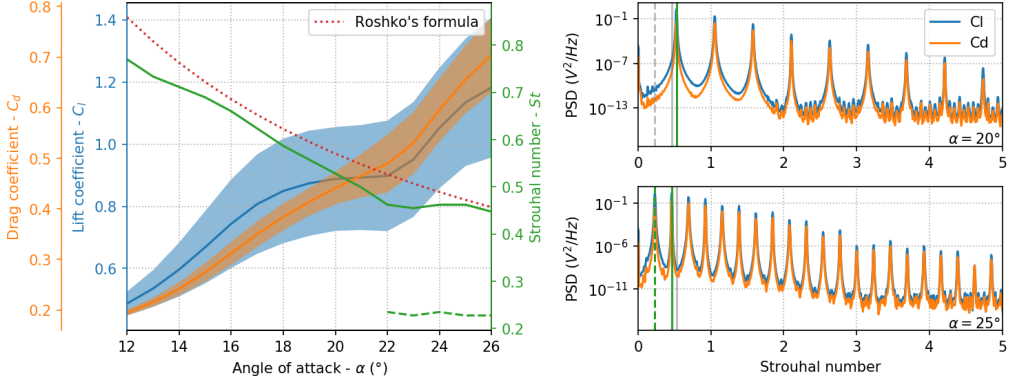 Drag coefficient - C_d
0.8
0.7
0.6
0.5
0.4
0.3
0.2
Lift coefficient - C_l
1.4
1.2
1.0
0.8
0.6
Roshko's formula
12 14 16 18 20 22 24 26
Angle of attack - α (°)
0.8
0.7
0.6
0.5
0.4
0.3
0.2
Strouhal number - St
PSD (V²/Hz)
10⁻¹
10⁻⁷
10⁻¹³
Cl
Cd
α = 20°
0 1 2 3 4 5
PSD (V²/Hz)
10⁻¹
10⁻⁶
10⁻¹¹
α = 25°
0 1 2 3 4 5
Strouhal number